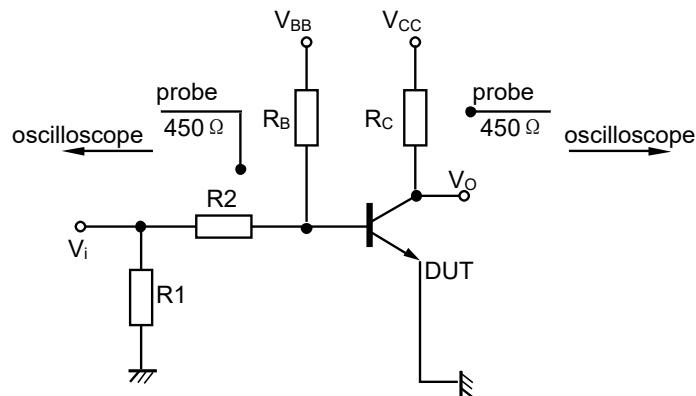 VBB
VCC
probe
450 Ω
oscilloscope
RB
RC
probe
450 Ω
oscilloscope
VO
R2
Vi
R1
DUT